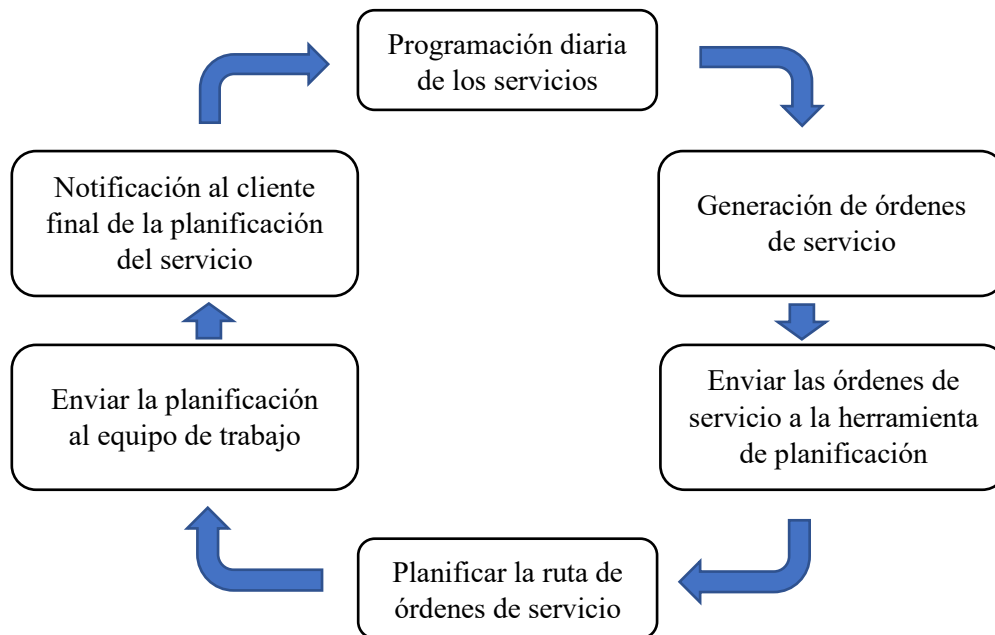 Programación diaria
de los servicios
Generación de órdenes
de servicio
Enviar las órdenes de
servicio a la herramienta
de planificación
Planificar la ruta de
órdenes de servicio
Enviar la planificación
al equipo de trabajo
Notificación al cliente
final de la planificación
del servicio